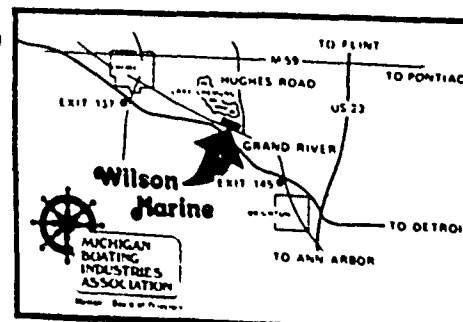 TO FLINT
M 59
HUGHES ROAD
TO PONTIAC
US 23
EXIT 137
GRAND RIVER
Wilson
Marine
EXIT 145
TO DETROI
TO ANN ARBOR
MICHIGAN
BOATING
INDUSTRIES
ASSOCIATION